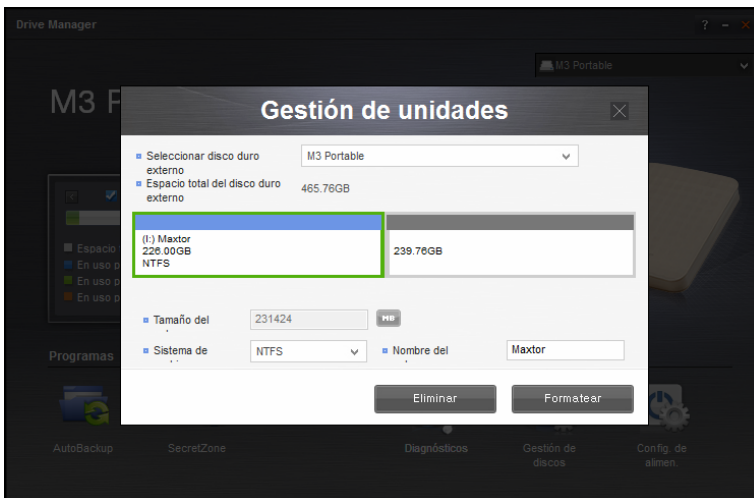 Drive Manager
? – ×
M3 Portable
M3 P
Gestión de unidades
Seleccionar disco duro
externo
M3 Portable
Espacio total del disco duro
externo
465.76GB
(I:) Maxtor
226.00GB
NTFS
239.76GB
Espacio
En uso p
En uso p
En uso p
Tamaño del
231424
MB
Sistema de
NTFS
Nombre del
Maxtor
Programas
Eliminar
Formatear
AutoBackup
SecretZone
Diagnósticos
Gestión de
discos
Config. de
alimen.